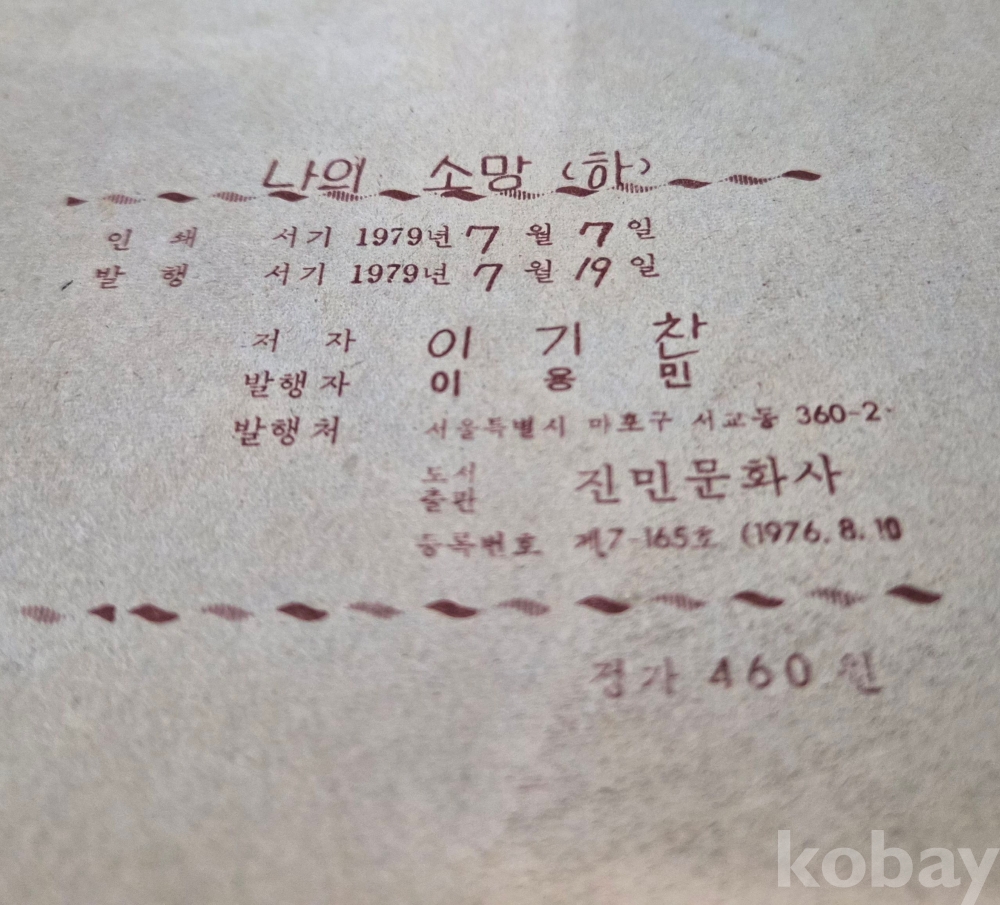 나의 소망 (하)
인 쇄 서기 1979년 7 월 7 일
발 행 서기 1979년 7 월 19 일
저 자 이 기 찬
발행자 이 용 민
발행처 서울특별시 마포구 서교동 360-2
도서
출판 진민문화사
등록번호 제7-165호 (1976. 8. 10
정가 460 원
kobay